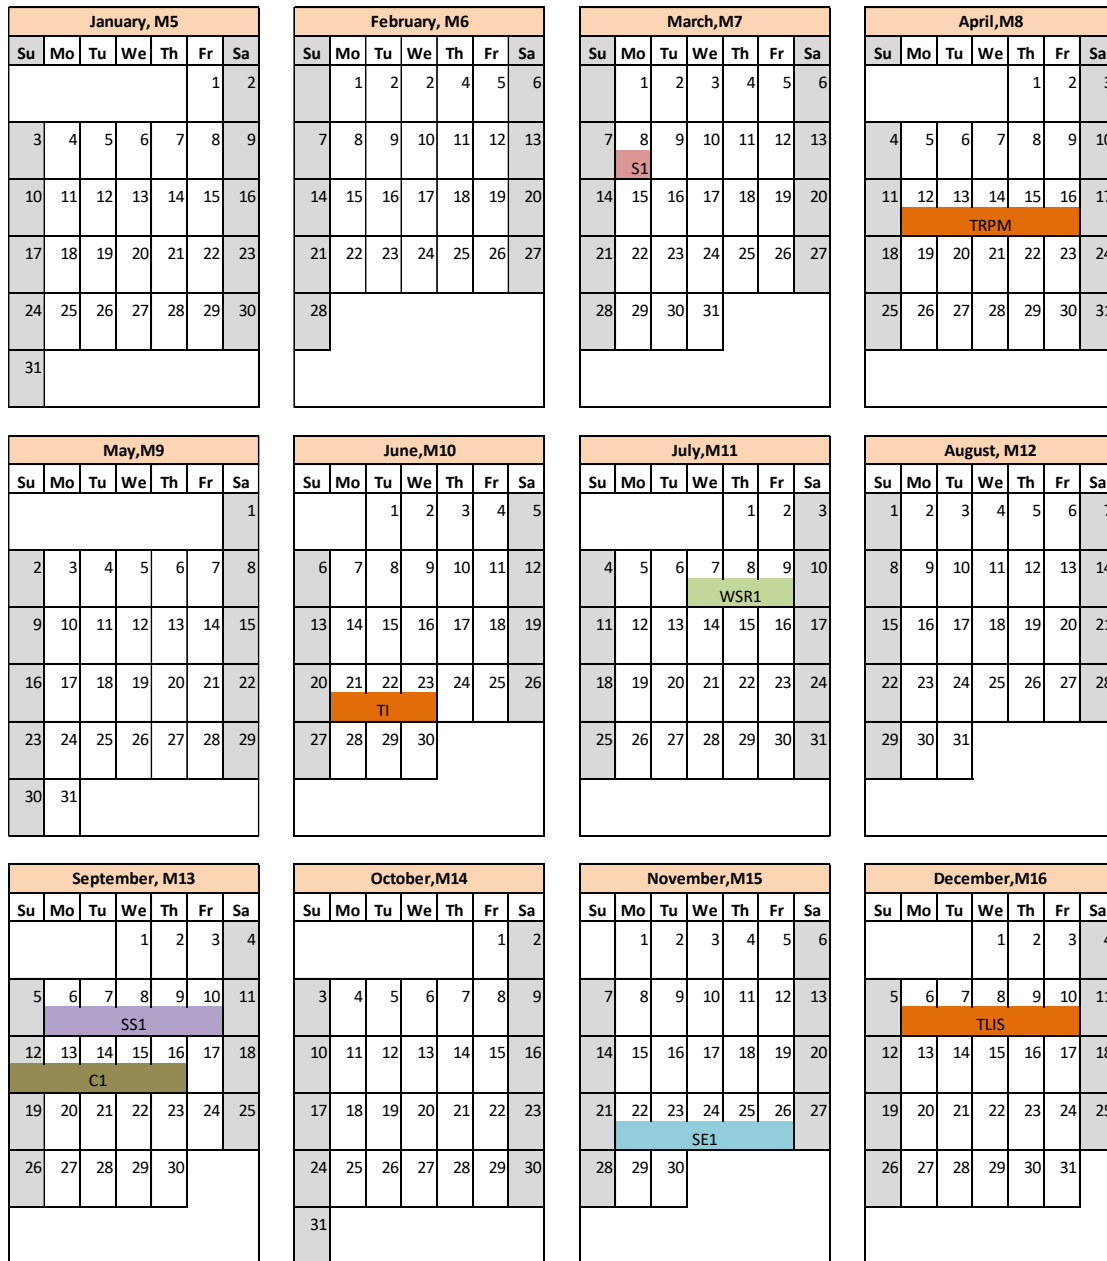 January, M5
Su Mo Tu We Th Fr Sa
1 2
3 4 5 6 7 8 9
10 11 12 13 14 15 16
17 18 19 20 21 22 23
24 25 26 27 28 29 30
31
February, M6
Su Mo Tu We Th Fr Sa
1 2 2 4 5 6
7 8 9 10 11 12 13
14 15 16 17 18 19 20
21 22 23 24 25 26 27
28
March,M7
Su Mo Tu We Th Fr Sa
1 2 3 4 5 6
7 8 9 10 11 12 13
S1
14 15 16 17 18 19 20
21 22 23 24 25 26 27
28 29 30 31
April,M8
Su Mo Tu We Th Fr Sa
1 2 3
4 5 6 7 8 9 10
11 12 13 14 15 16 17
TRPM
18 19 20 21 22 23 24
25 26 27 28 29 30 31
May,M9
Su Mo Tu We Th Fr Sa
1
2 3 4 5 6 7 8
9 10 11 12 13 14 15
16 17 18 19 20 21 22
23 24 25 26 27 28 29
30 31
June,M10
Su Mo Tu We Th Fr Sa
1 2 3 4 5
6 7 8 9 10 11 12
13 14 15 16 17 18 19
20 21 22 23 24 25 26
TI
27 28 29 30
July,M11
Su Mo Tu We Th Fr Sa
1 2 3
4 5 6 7 8 9 10
WSR1
11 12 13 14 15 16 17
18 19 20 21 22 23 24
25 26 27 28 29 30 31
August, M12
Su Mo Tu We Th Fr Sa
1 2 3 4 5 6 7
8 9 10 11 12 13 14
15 16 17 18 19 20 21
22 23 24 25 26 27 28
29 30 31
September, M13
Su Mo Tu We Th Fr Sa
1 2 3 4
5 6 7 8 9 10 11
SS1
12 13 14 15 16 17 18
C1
19 20 21 22 23 24 25
26 27 28 29 30
October,M14
Su Mo Tu We Th Fr Sa
1 2
3 4 5 6 7 8 9
10 11 12 13 14 15 16
17 18 19 20 21 22 23
24 25 26 27 28 29 30
31
November,M15
Su Mo Tu We Th Fr Sa
1 2 3 4 5 6
7 8 9 10 11 12 13
14 15 16 17 18 19 20
21 22 23 24 25 26 27
SE1
28 29 30
December,M16
Su Mo Tu We Th Fr Sa
1 2 3 4
5 6 7 8 9 10 11
TLIS
12 13 14 15 16 17 18
19 20 21 22 23 24 25
26 27 28 29 30 31